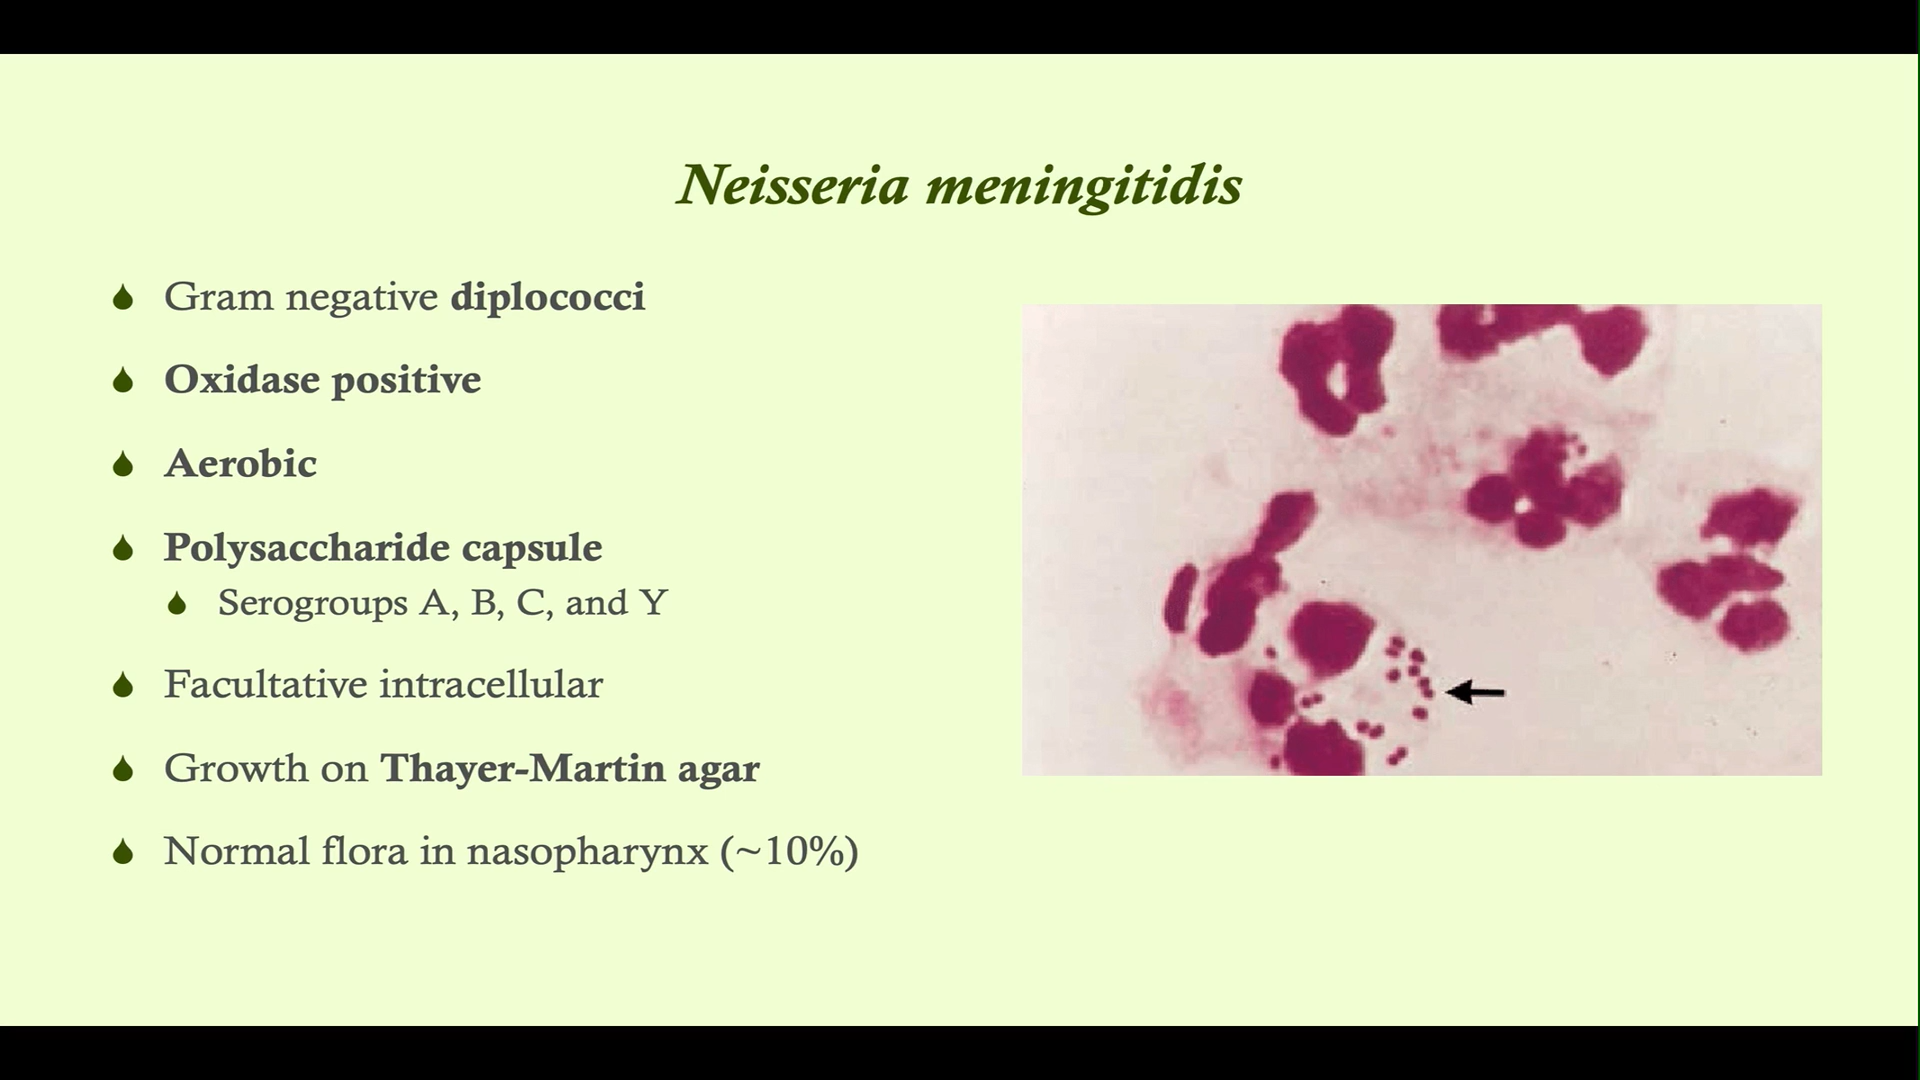 Neisseria meningitidis
Gram negative diplococci
Oxidase positive
Aerobic
Polysaccharide capsule
Serogroups A, B, C, and Y
Facultative intracellular
Growth on Thayer-Martin agar
Normal flora in nasopharynx (~10%)